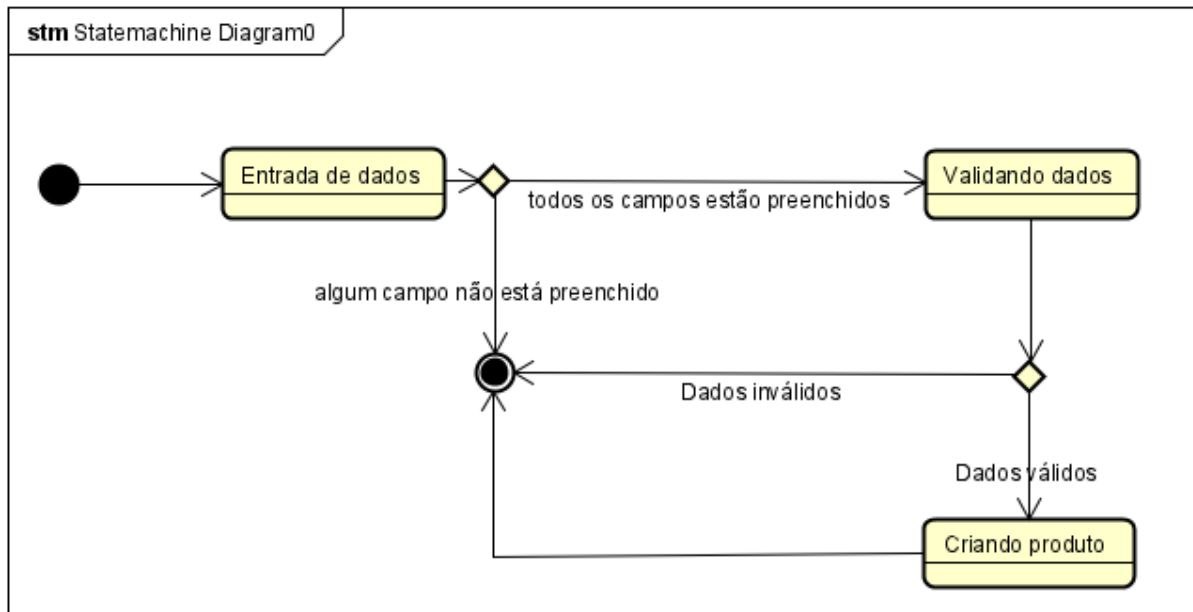 stm Statemachine Diagram0
Entrada de dados
Validando dados
todos os campos estão preenchidos
algum campo não está preenchido
Dados inválidos
Dados válidos
Criando produto